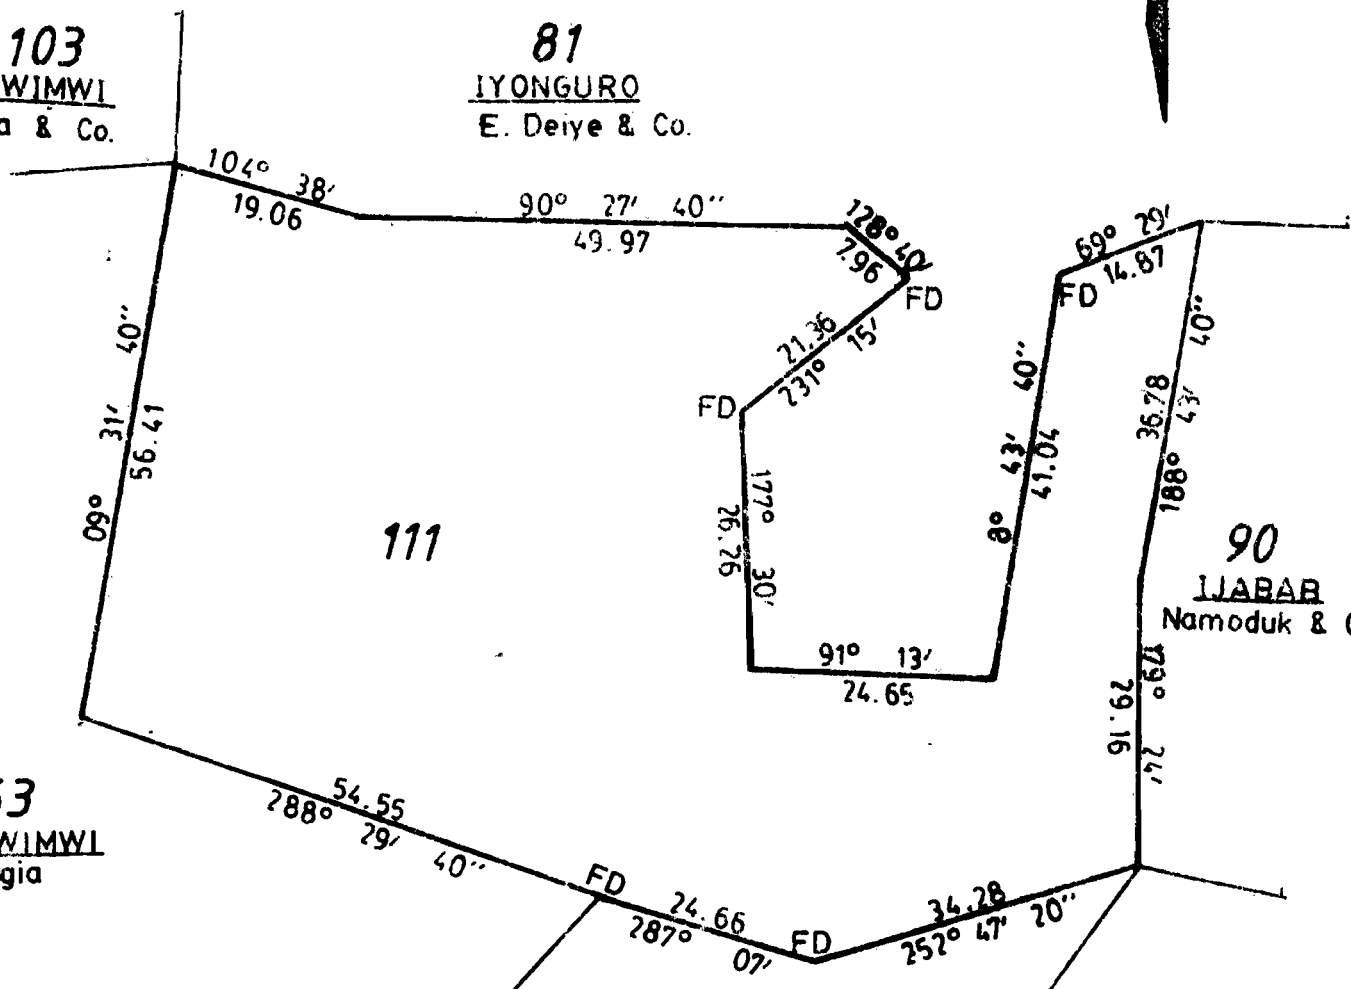 103
WIMWI
a & Co.
81
IYONGURO
E. Deiye & Co.
104° 38'
19.06
90° 27' 40"
49.97
128° 40'
7.96
FD
69° 29'
14.87
FD
21.36
231° 15'
FD
09° 31' 40"
56.41
177° 30'
26.26
8° 43' 40"
41.04
36.78
188° 43' 40"
111
90
IJABAB
Namoduk &
91° 13'
24.65
179° 24'
29.16
3
WIMWI
gia
54.55
288° 29' 40"
FD
24.66
287° 07'
FD
34.28
252° 47' 20"